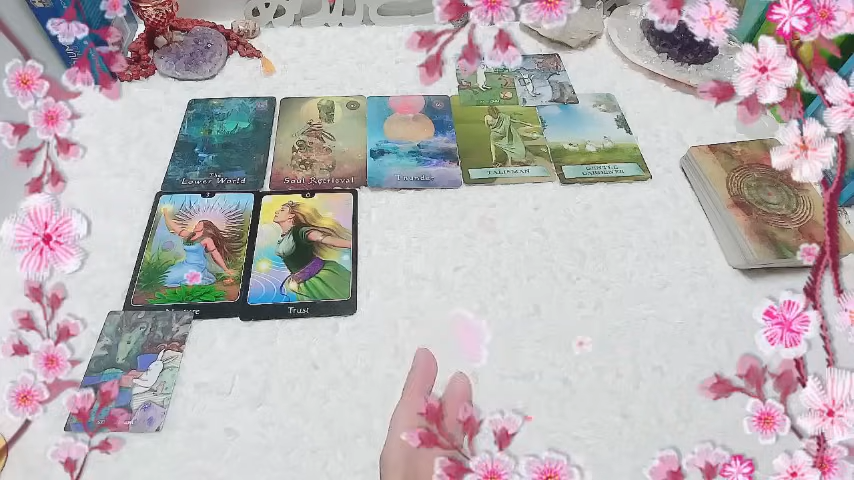 The
Lower World
Soul Retrieval
Thunder
TALISMAN
GENTLE
GARDENER
Trust